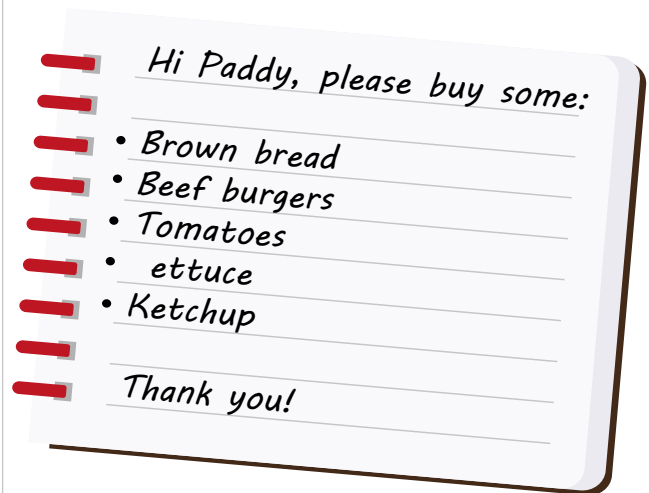 Hi Paddy, please buy some:
• Brown bread
• Beef burgers
• Tomatoes
• ettuce
• Ketchup
Thank you!